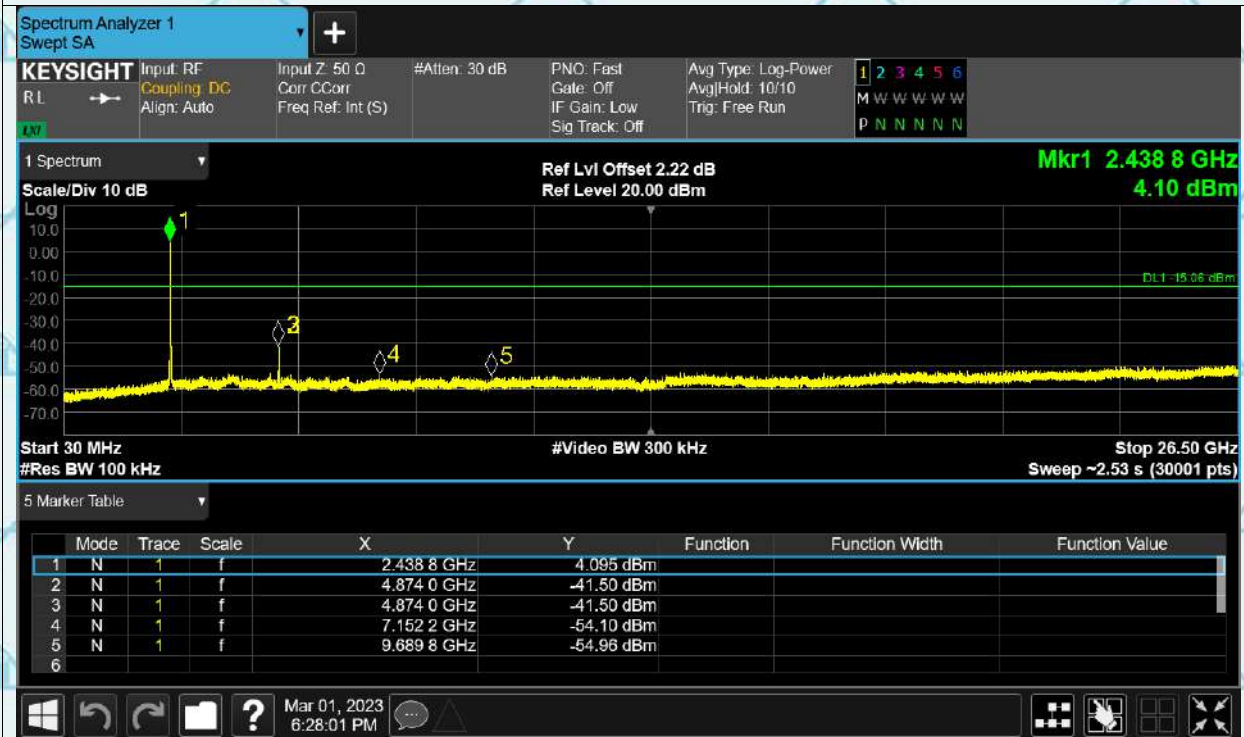 Spectrum Analyzer 1
Swept SA
+
KEYSIGHT Input: RF Input Z: 50 Ω #Atten: 30 dB PNO: Fast Avg Type: Log-Power 1 2 3 4 5 6
RL Coupling: DC Corr CCorr Gate: Off Avg|Hold: 10/10 M W W W W W
Align: Auto Freq Ref: Int (S) IF Gain: Low Trig: Free Run
LXI Sig Track: Off P N N N N N
1 Spectrum Ref Lvl Offset 2.22 dB Mkr1 2.438 8 GHz
Scale/Div 10 dB Ref Level 20.00 dBm 4.10 dBm
Log
1
10.0
0.00
-10.0
DL1 -15.06 dBm
-20.0
-30.0
3
-40.0
4 5
-50.0
-60.0
-70.0
Start 30 MHz #Video BW 300 kHz Stop 26.50 GHz
#Res BW 100 kHz Sweep ~2.53 s (30001 pts)
5 Marker Table
Mode Trace Scale X Y Function Function Width Function Value
1 N 1 f 2.438 8 GHz 4.095 dBm
2 N 1 f 4.874 0 GHz -41.50 dBm
3 N 1 f 4.874 0 GHz -41.50 dBm
4 N 1 f 7.152 2 GHz -54.10 dBm
5 N 1 f 9.689 8 GHz -54.96 dBm
6
? Mar 01, 2023
6:28:01 PM